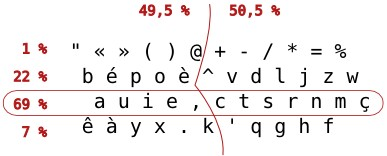 49,5 % 50,5 %
1 % " « » ( ) @ + - / * = %
22 % b é p o è ^ v d l j z w
69 % a u i e , c t s r n m ç
7 % ê à y x . k ' q g h f